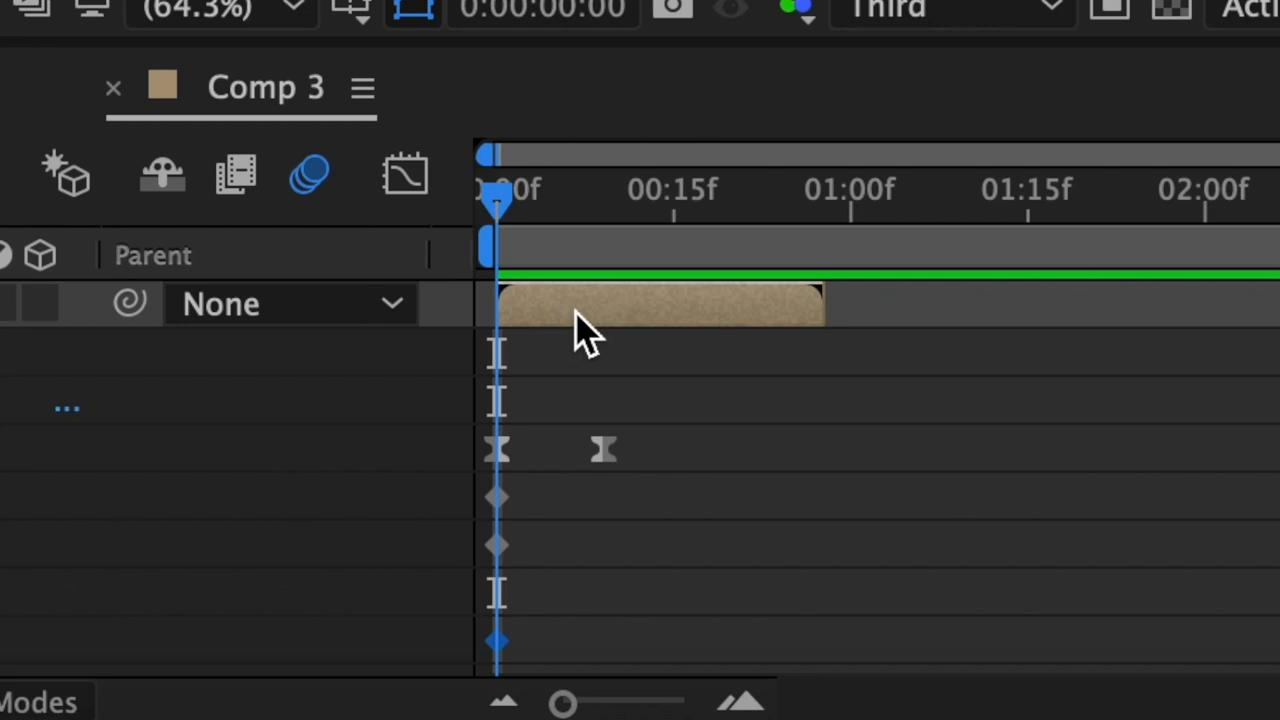 (64.3%) 0:00:00:00 Third
× Comp 3
00f 00:15f 01:00f 01:15f 02:00f
Parent
None
...
Modes